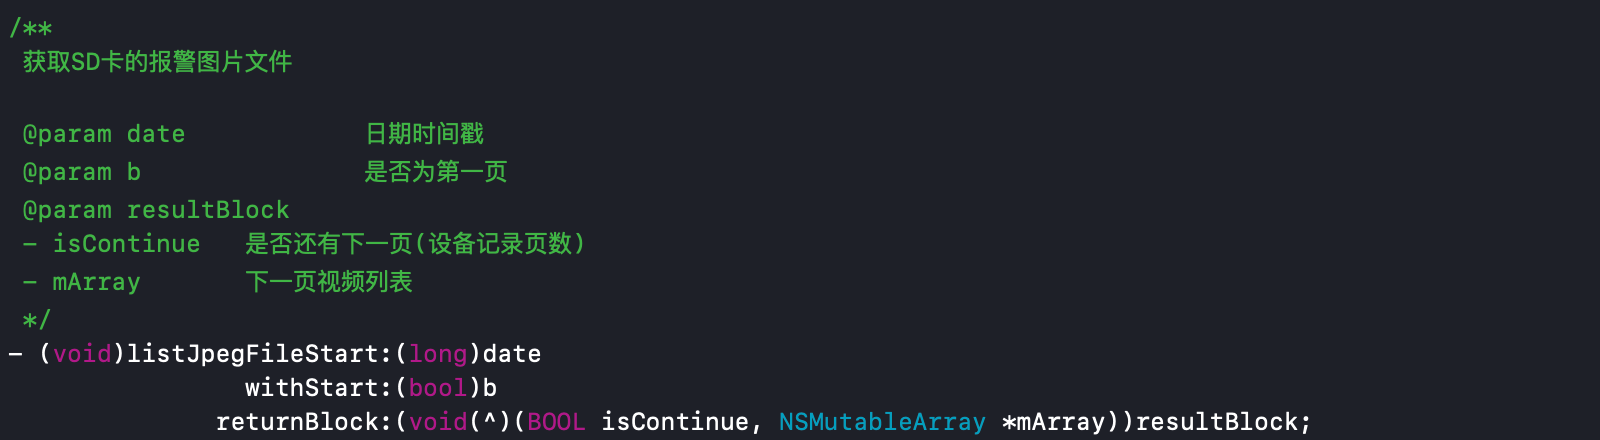 /**
获取SD卡的报警图片文件
@param date 日期时间戳
@param b 是否为第一页
@param resultBlock
- isContinue 是否还有下一页(设备记录页数)
- mArray 下一页视频列表
*/
- (void)listJpegFileStart:(long)date
withStart:(bool)b
returnBlock:(void(^)(BOOL isContinue, NSMutableArray *mArray))resultBlock;